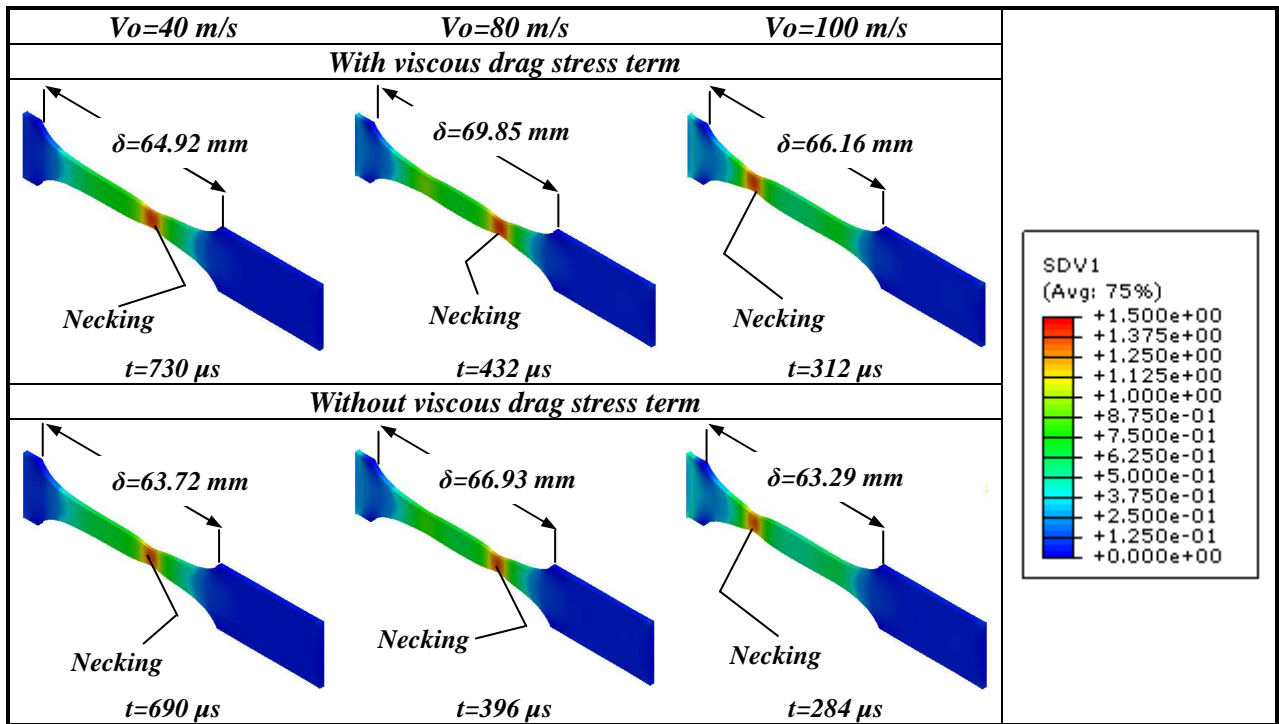 Vo=40 m/s
Vo=80 m/s
Vo=100 m/s
With viscous drag stress term
δ=64.92 mm
δ=69.85 mm
δ=66.16 mm
Necking
Necking
Necking
t=730 μs
t=432 μs
t=312 μs
Without viscous drag stress term
δ=63.72 mm
δ=66.93 mm
δ=63.29 mm
Necking
Necking
Necking
t=690 μs
t=396 μs
t=284 μs
SDV1
(Avg: 75%)
+1.500e+00
+1.375e+00
+1.250e+00
+1.125e+00
+1.000e+00
+8.750e-01
+7.500e-01
+6.250e-01
+5.000e-01
+3.750e-01
+2.500e-01
+1.250e-01
+0.000e+00